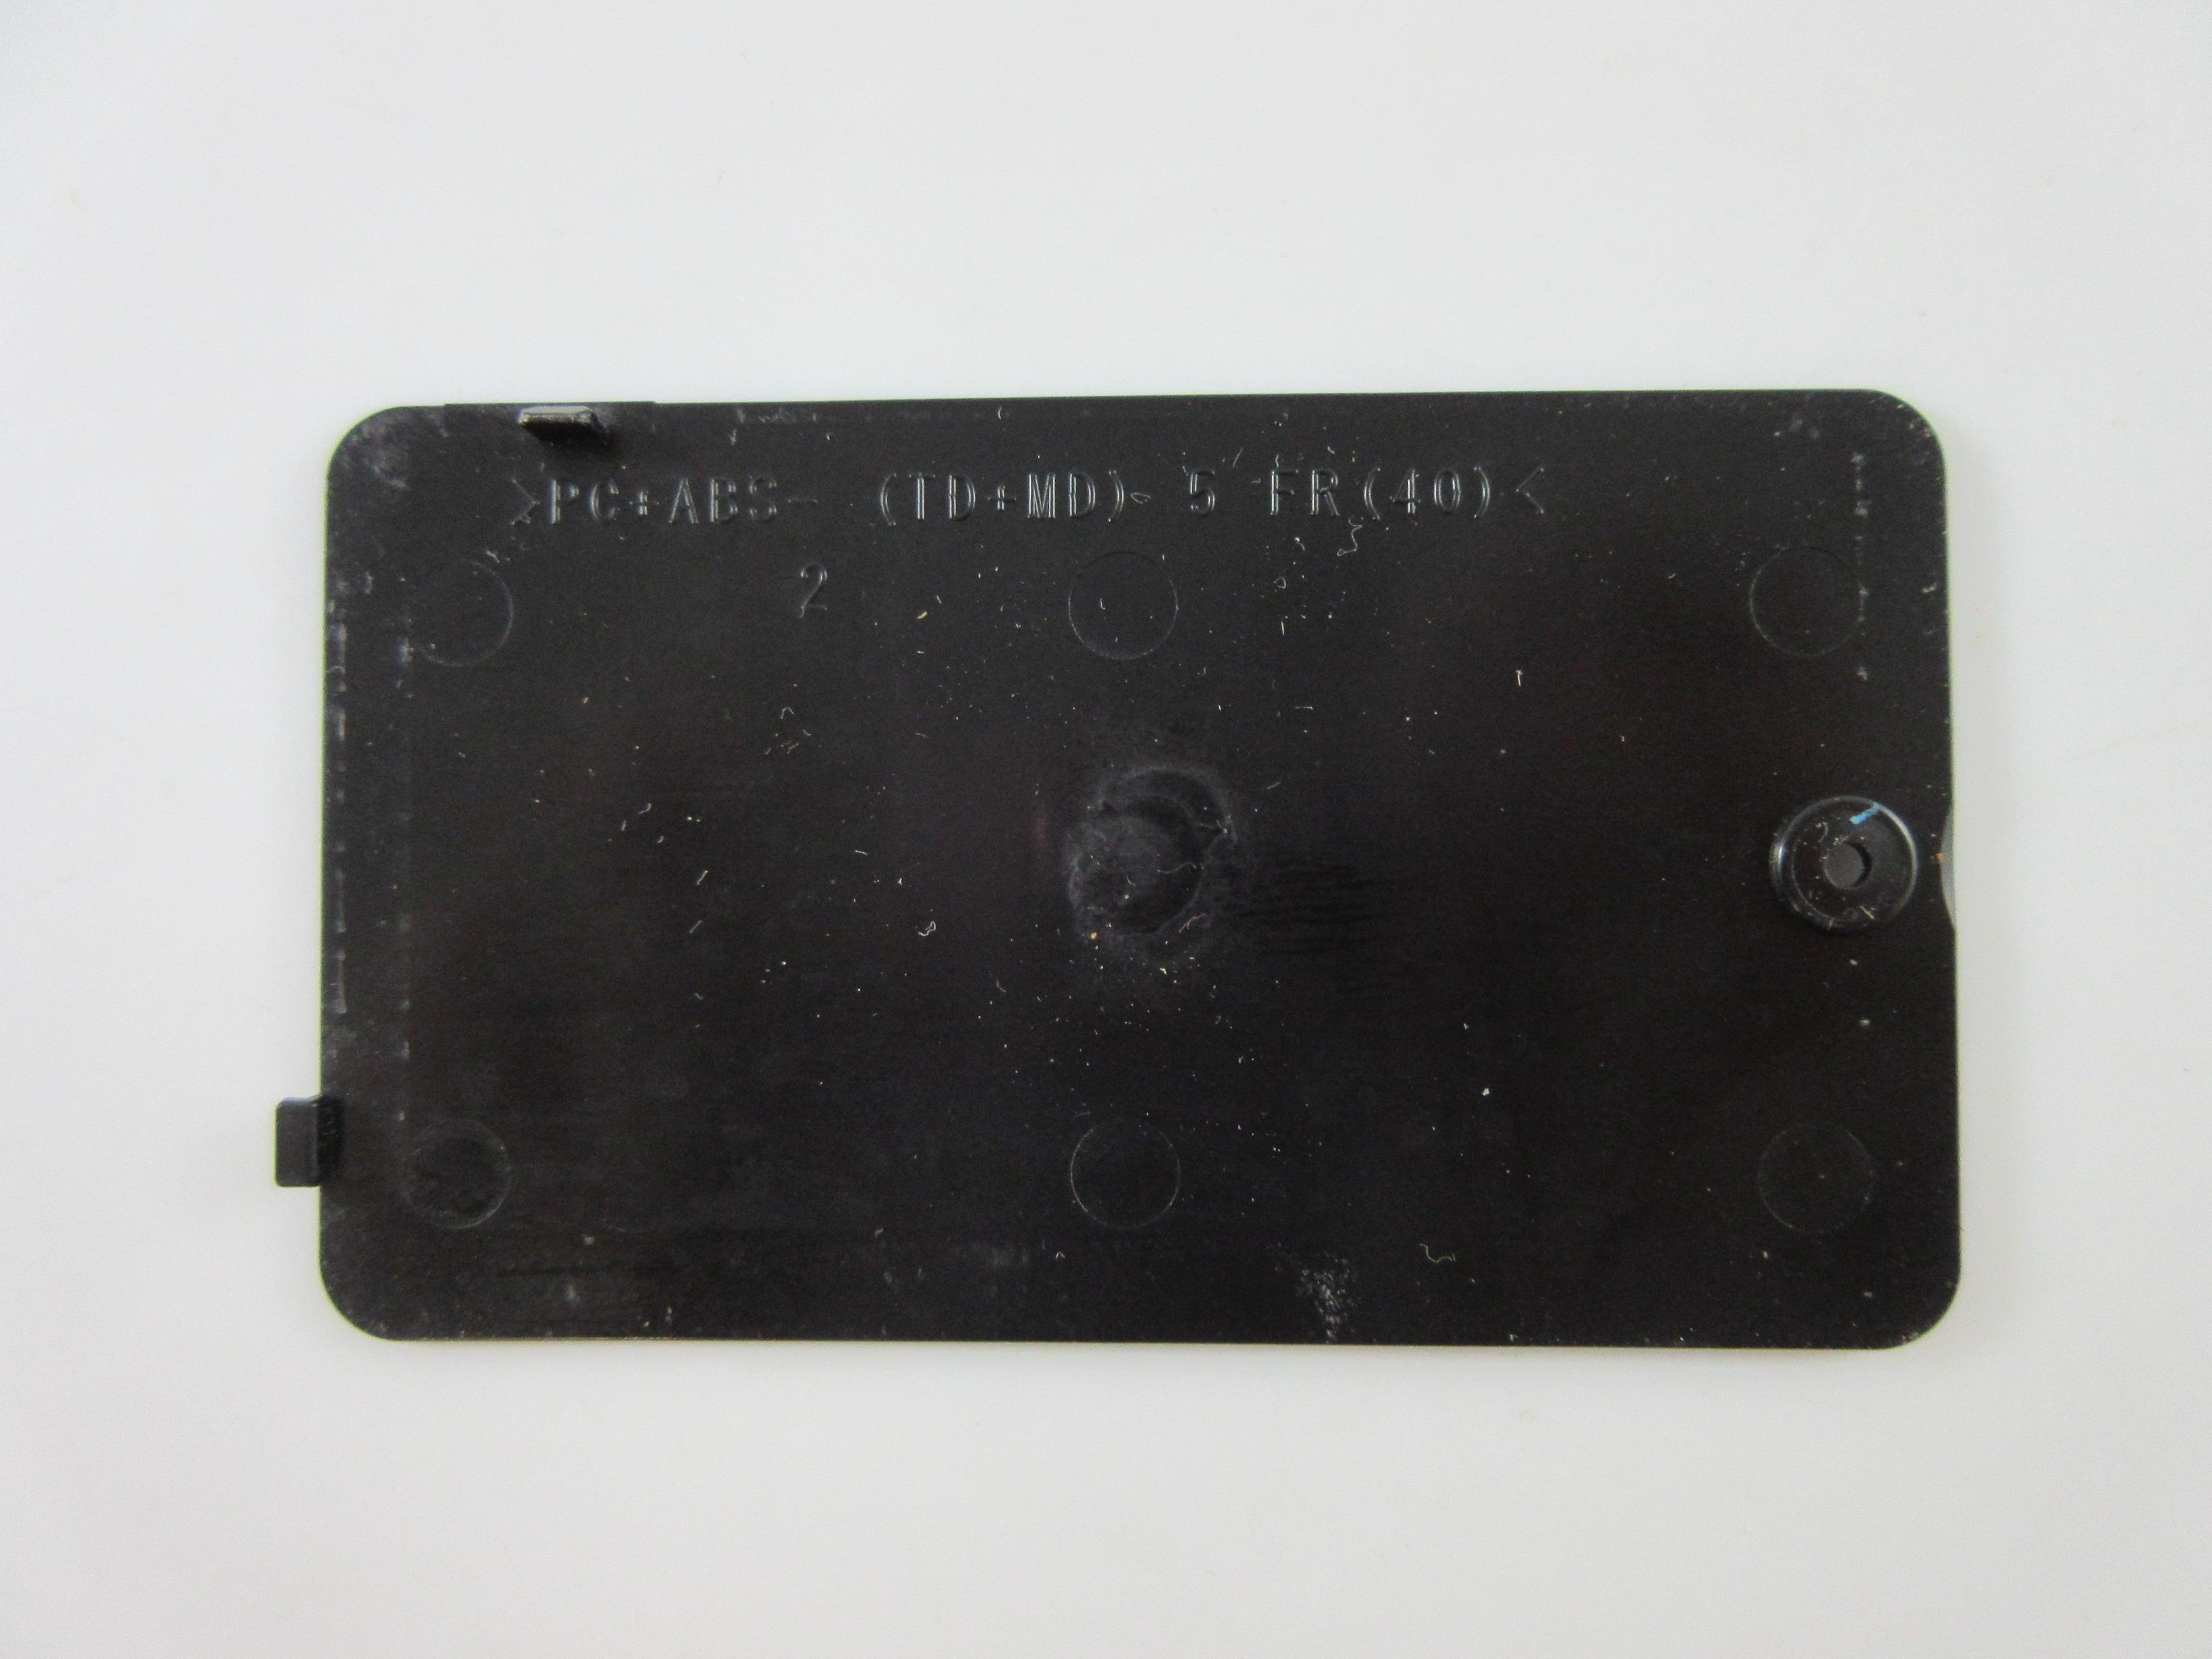 >PC+ABS- (TD+MD)- 5 FR(40)<
2